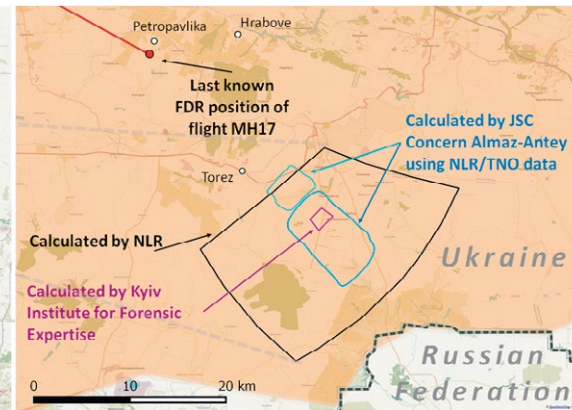 Petropavlika
Hrabove
Last known
FDR position of
flight MH17
Calculated by JSC
Concern Almaz-Antey
using NLR/TNO data
Torez
Calculated by NLR
Ukraine
Calculated by Kyiv
Institute for Forensic
Expertise
Russian
Federation
0 10 20 km